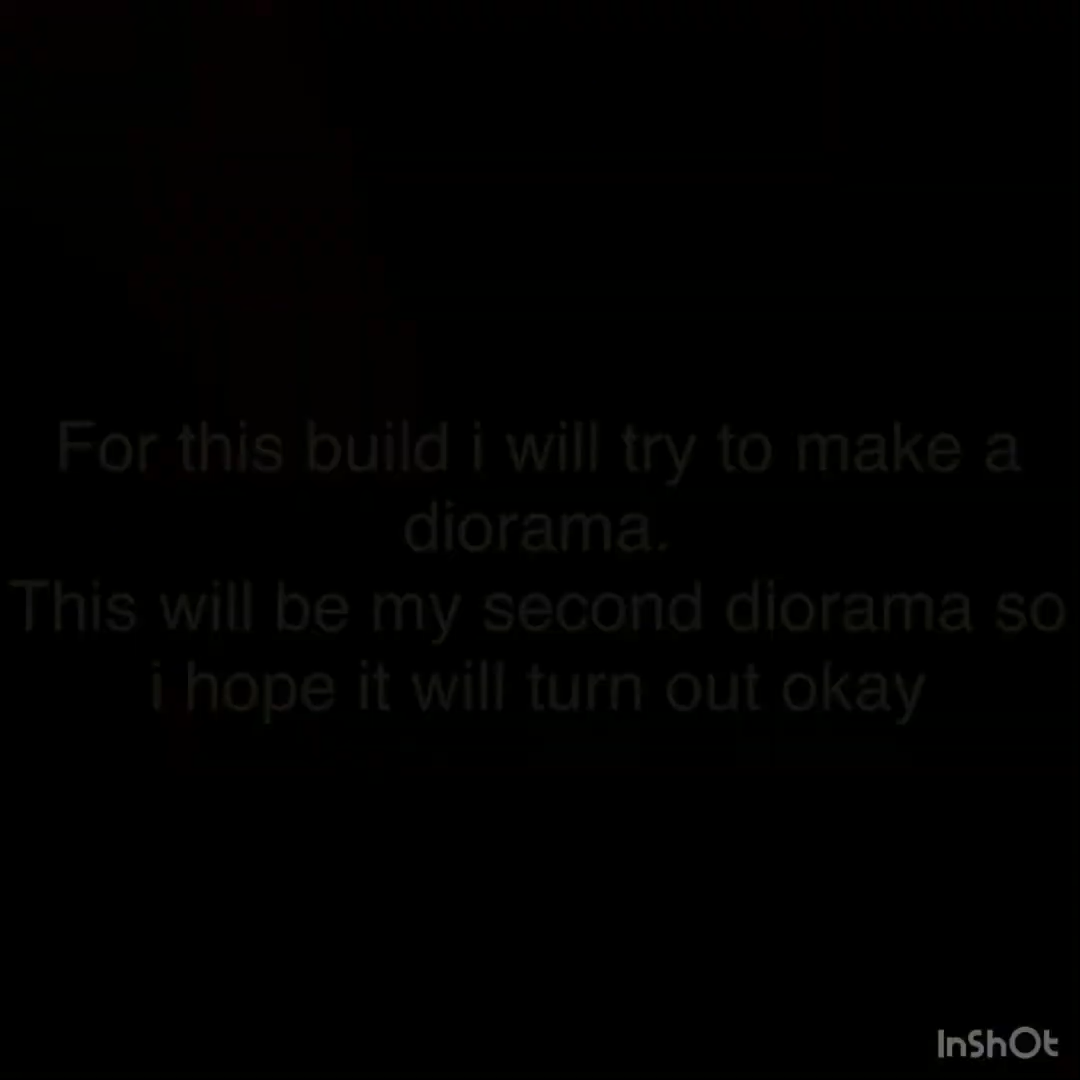 For this build i will try to make a
diorama.
This will be my second diorama so
i hope it will turn out okay
InShOt